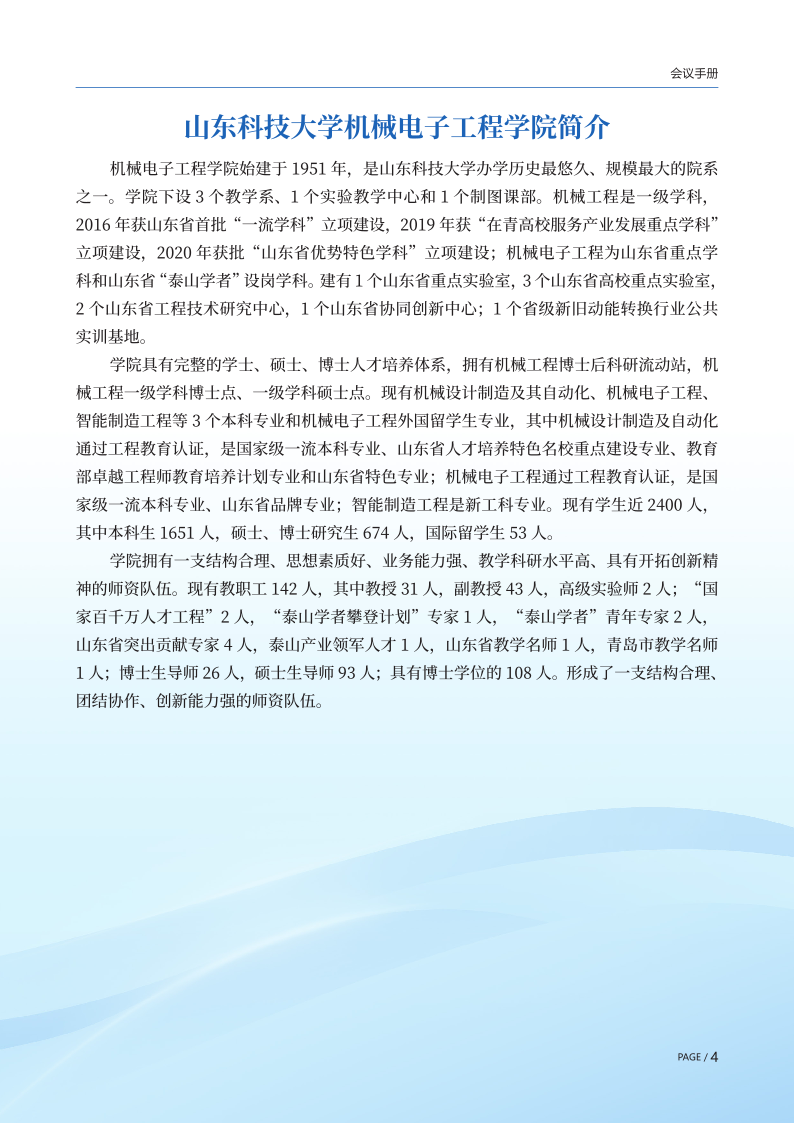 会议手册
山东科技大学机械电子工程学院简介
机械电子工程学院始建于 1951 年，是山东科技大学办学历史最悠久、规模最大的院系
之一。学院下设 3 个教学系、1 个实验教学中心和 1 个制图课部。机械工程是一级学科，
2016 年获山东省首批“一流学科”立项建设，2019 年获“在青高校服务产业发展重点学科”
立项建设，2020 年获批“山东省优势特色学科”立项建设；机械电子工程为山东省重点学
科和山东省“泰山学者”设岗学科。建有 1 个山东省重点实验室，3 个山东省高校重点实验室，
2 个山东省工程技术研究中心，1 个山东省协同创新中心；1 个省级新旧动能转换行业公共
实训基地。
学院具有完整的学士、硕士、博士人才培养体系，拥有机械工程博士后科研流动站，机
械工程一级学科博士点、一级学科硕士点。现有机械设计制造及其自动化、机械电子工程、
智能制造工程等 3 个本科专业和机械电子工程外国留学生专业，其中机械设计制造及自动化
通过工程教育认证，是国家级一流本科专业、山东省人才培养特色名校重点建设专业、教育
部卓越工程师教育培养计划专业和山东省特色专业；机械电子工程通过工程教育认证，是国
家级一流本科专业、山东省品牌专业；智能制造工程是新工科专业。现有学生近 2400 人，
其中本科生 1651 人，硕士、博士研究生 674 人，国际留学生 53 人。
学院拥有一支结构合理、思想素质好、业务能力强、教学科研水平高、具有开拓创新精
神的师资队伍。现有教职工 142 人，其中教授 31 人，副教授 43 人，高级实验师 2 人；“国
家百千万人才工程”2 人，“泰山学者攀登计划”专家 1 人，“泰山学者”青年专家 2 人，
山东省突出贡献专家 4 人，泰山产业领军人才 1 人，山东省教学名师 1 人，青岛市教学名师
1 人；博士生导师 26 人，硕士生导师 93 人；具有博士学位的 108 人。形成了一支结构合理、
团结协作、创新能力强的师资队伍。
PAGE / 4